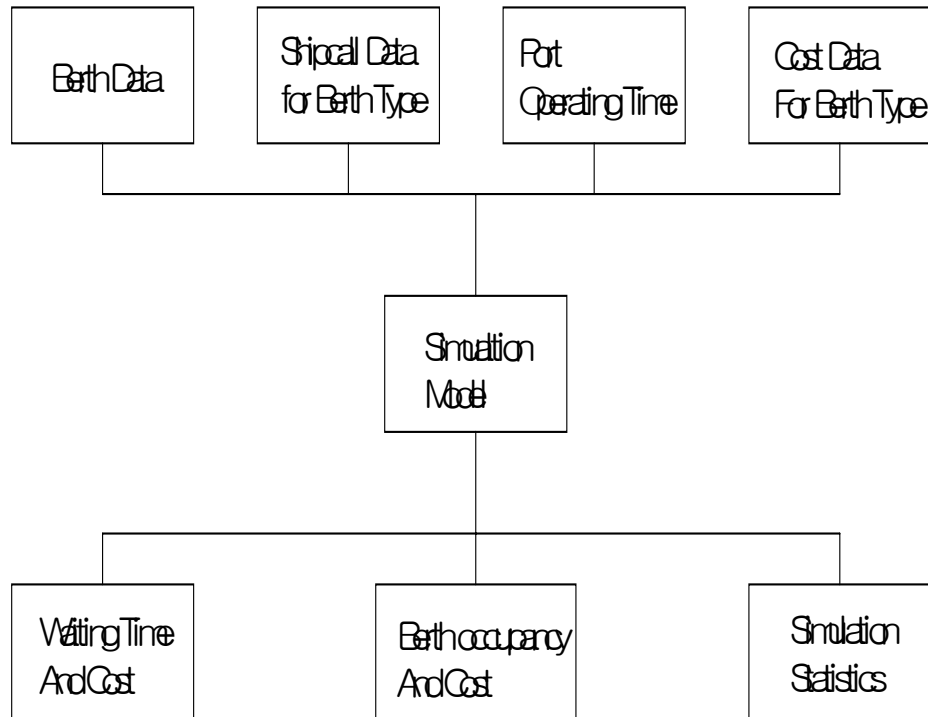 Berth Data
Shipcall Data
for Berth Type
Port
Operating Time
Cost Data
For Berth Type
Simualtion
Model
Waiting Time
And Cost
Berth occupancy
And Cost
Simulation
Statistics